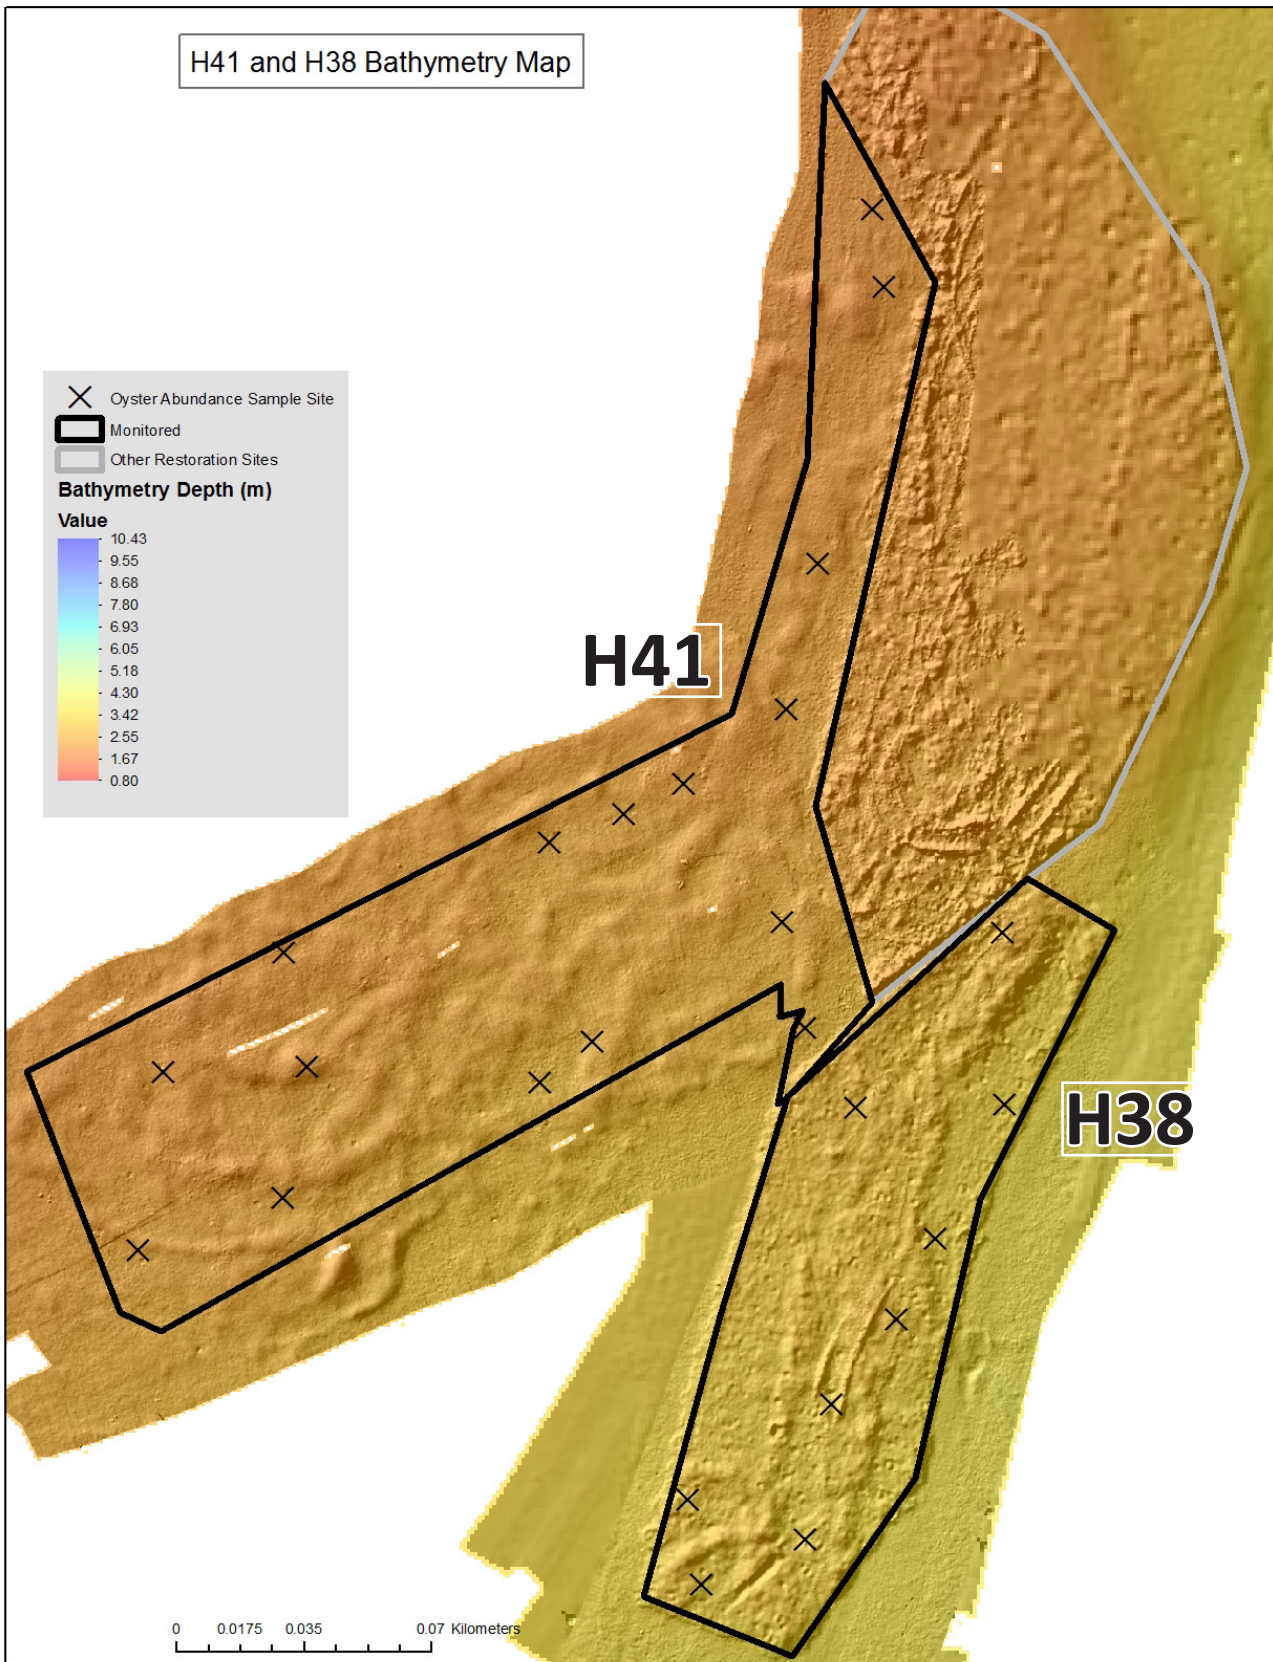 H41 and H38 Bathymetry Map
Oyster Abundance Sample Site
Monitored
Other Restoration Sites
Bathymetry Depth (m)
Value
10.43
9.55
8.68
7.80
6.93
6.05
5.18
4.30
3.42
2.55
1.67
0.80
H41
H38
0 0.0175 0.035 0.07 Kilometers